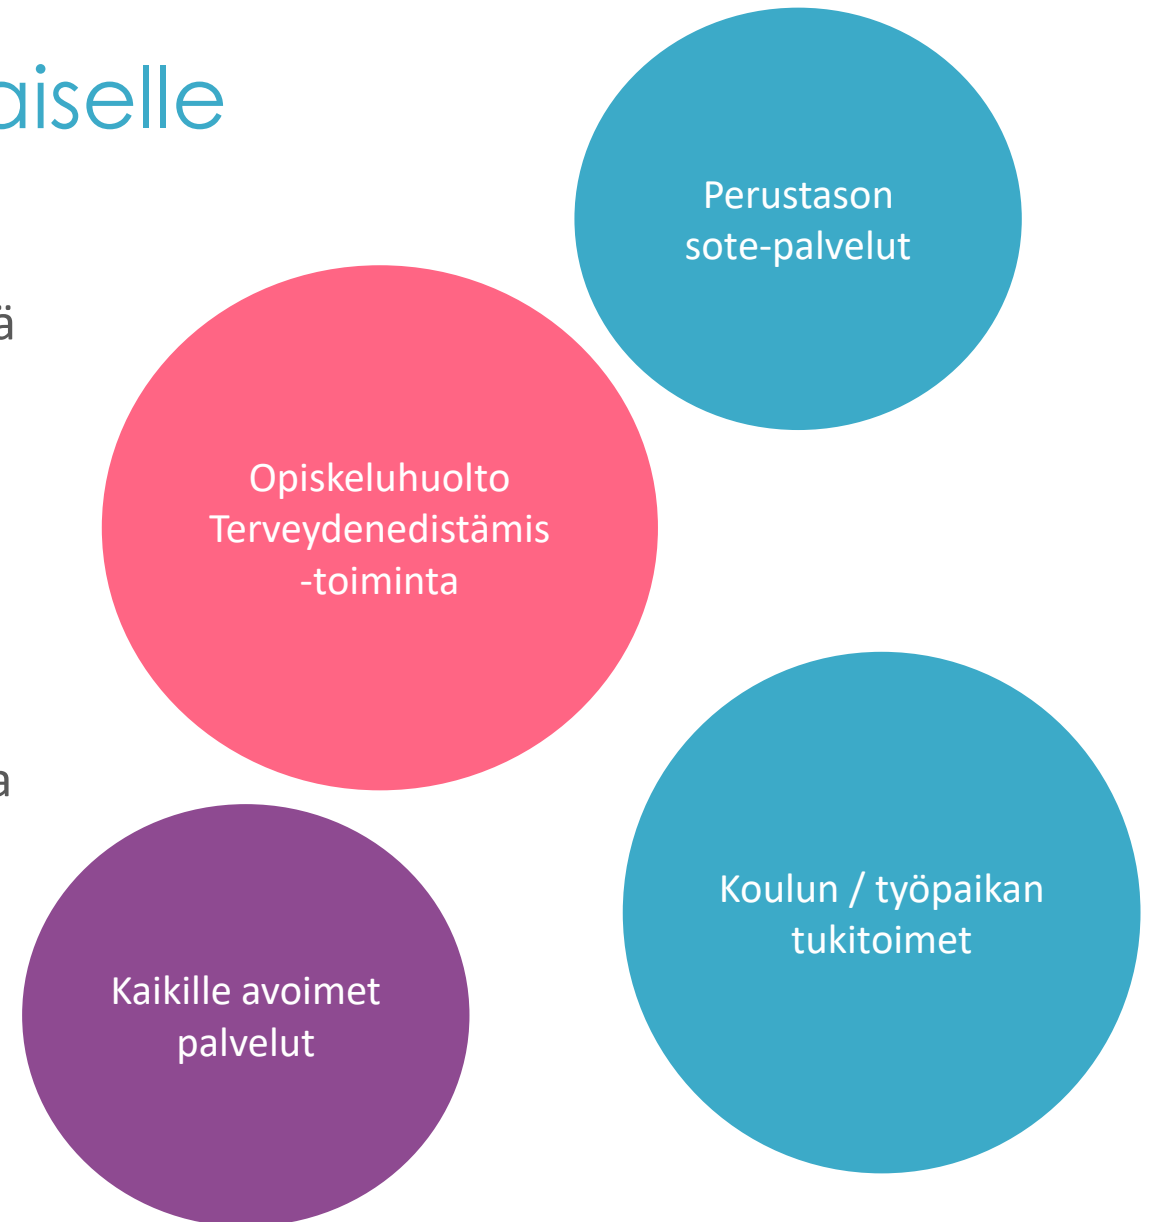 aiselle
Perustason
sote-palvelut
ä
Opiskeluhuolto
Terveydenedistämis
-toiminta
a
Koulun / työpaikan
tukitoimet
Kaikille avoimet
palvelut